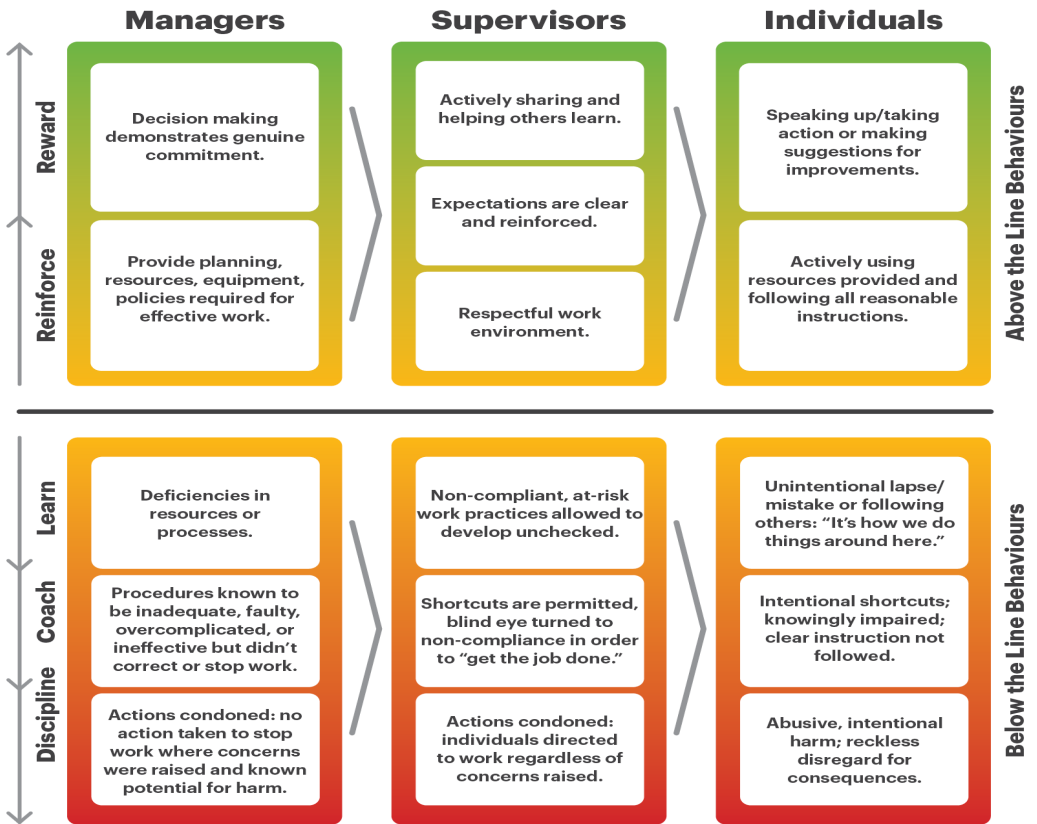 Managers
Supervisors
Individuals
Reward
Reinforce
Decision making
demonstrates genuine
commitment.
Provide planning,
resources, equipment,
policies required for
effective work.
Actively sharing and
helping others learn.
Expectations are clear
and reinforced.
Respectful work
environment.
Speaking up/taking
action or making
suggestions for
improvements.
Actively using
resources provided and
following all reasonable
instructions.
Above the Line Behaviours
Learn
Coach
Discipline
Deficiencies in
resources or
processes.
Procedures known to
be inadequate, faulty,
overcomplicated, or
ineffective but didn’t
correct or stop work.
Actions condoned: no
action taken to stop
work where concerns
were raised and known
potential for harm.
Non-compliant, at-risk
work practices allowed to
develop unchecked.
Shortcuts are permitted,
blind eye turned to
non-compliance in order
to “get the job done.”
Actions condoned:
individuals directed
to work regardless of
concerns raised.
Unintentional lapse/
mistake or following
others: “It’s how we do
things around here.”
Intentional shortcuts;
knowingly impaired;
clear instruction not
followed.
Abusive, intentional
harm; reckless
disregard for
consequences.
Below the Line Behaviours